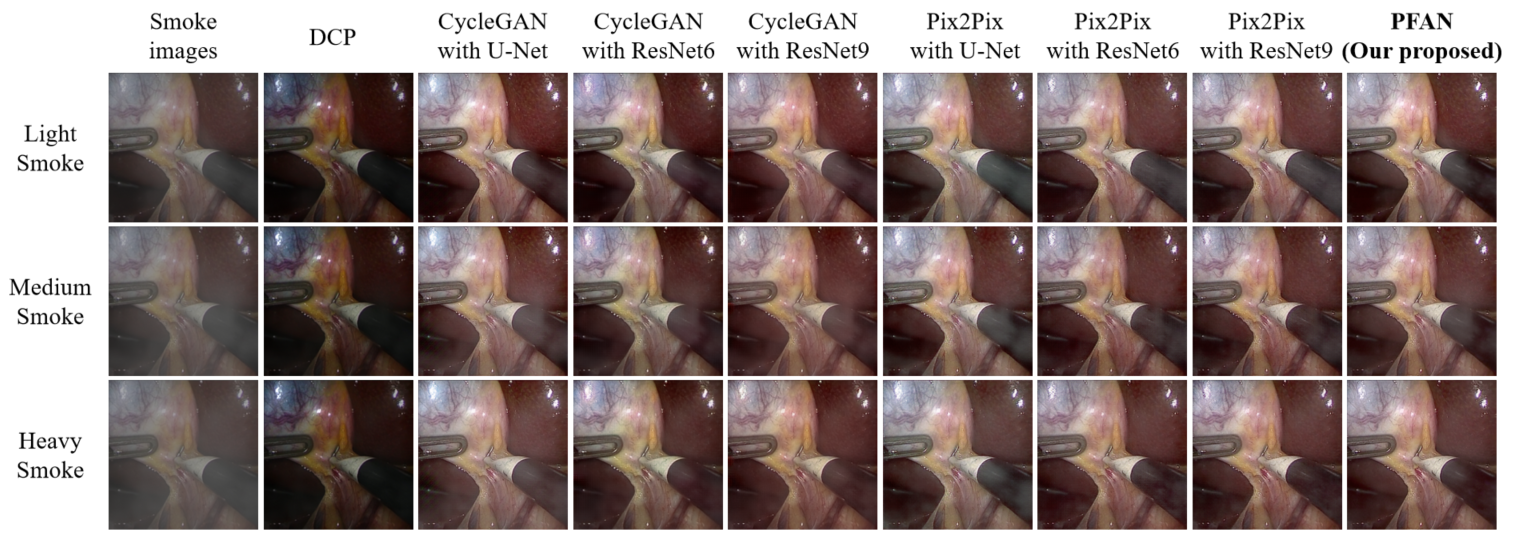 Smoke
images
DCP
CycleGAN
with U-Net
CycleGAN
with ResNet6
CycleGAN
with ResNet9
Pix2Pix
with U-Net
Pix2Pix
with ResNet6
Pix2Pix
with ResNet9
PFAN
(Our proposed)
Light
Smoke
Medium
Smoke
Heavy
Smoke